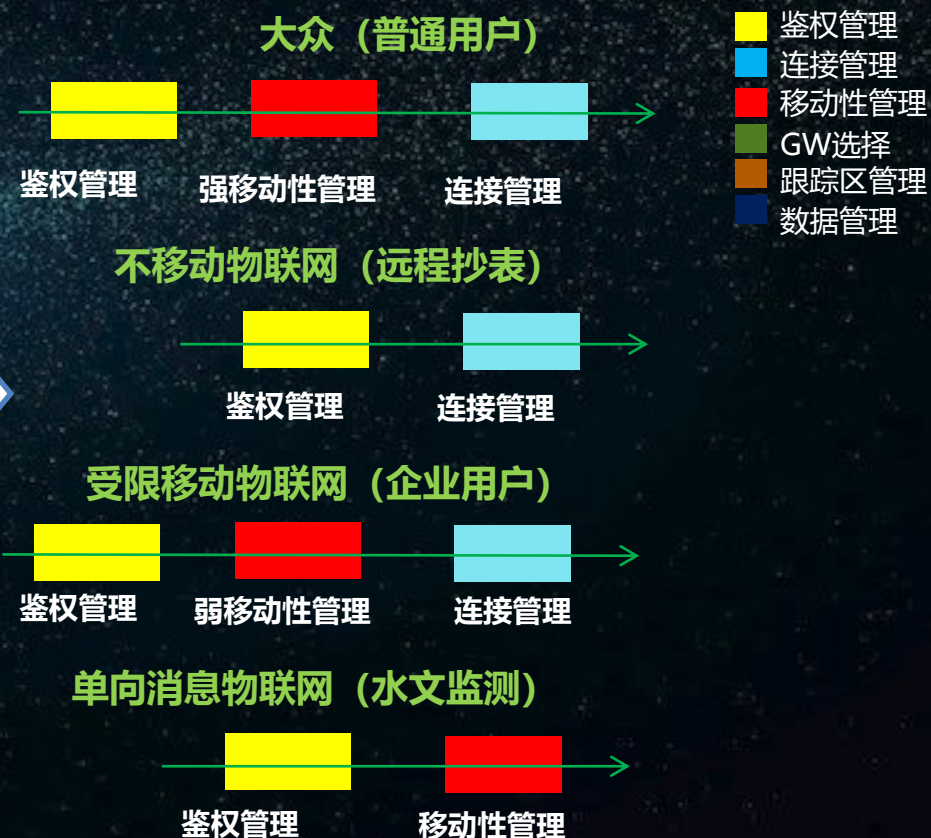 大众（普通用户）
鉴权管理 强移动性管理 连接管理
不移动物联网（远程抄表）
鉴权管理 连接管理
受限移动物联网（企业用户）
鉴权管理 弱移动性管理 连接管理
单向消息物联网（水文监测）
鉴权管理 移动性管理
鉴权管理
连接管理
移动性管理
GW选择
跟踪区管理
数据管理